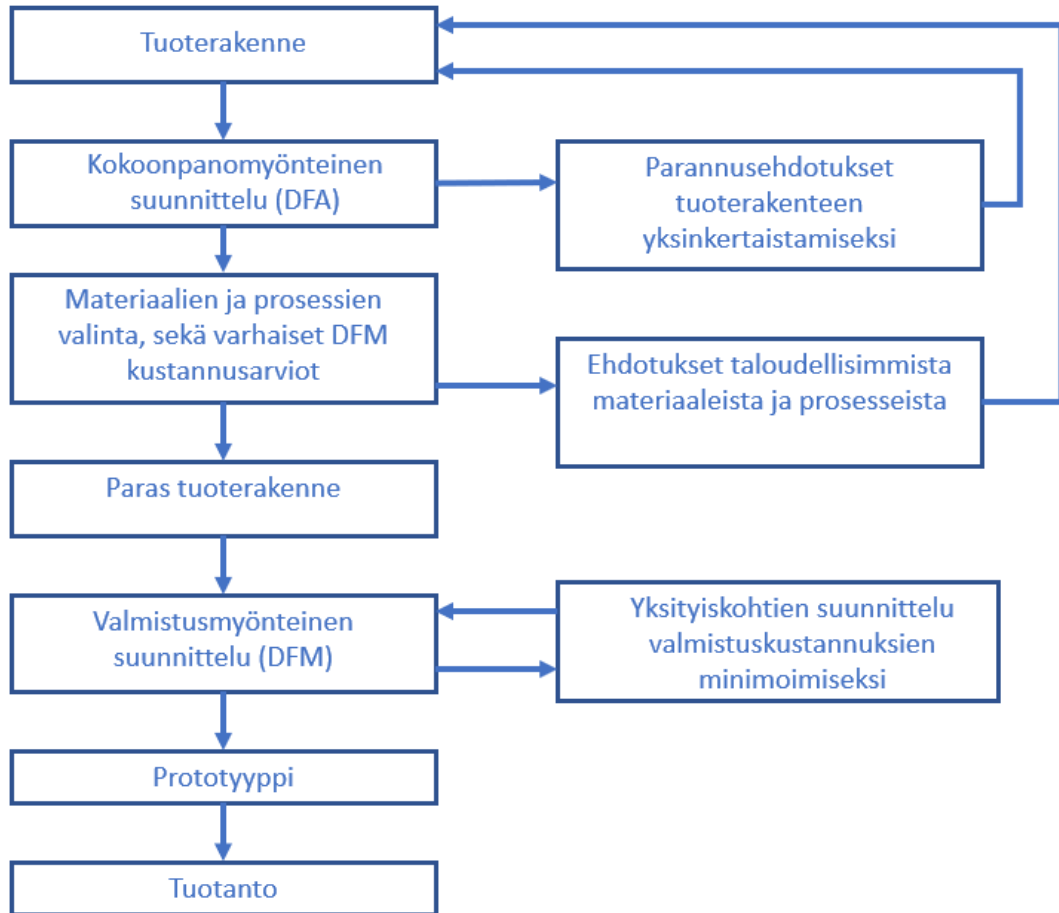 Tuoterakenne
Kokoonpanomyönteinen
suunnittelu (DFA)
Parannusehdotukset
tuoterakenteen
yksinkertaistamiseksi
Materiaalien ja prosessien
valinta, sekä varhaiset DFM
kustannusarviot
Ehdotukset taloudellisimmista
materiaaleista ja prosesseista
Paras tuoterakenne
Valmistusmyönteinen
suunnittelu (DFM)
Yksityiskohtien suunnittelu
valmistuskustannuksien
minimoimiseksi
Prototyyppi
Tuotanto